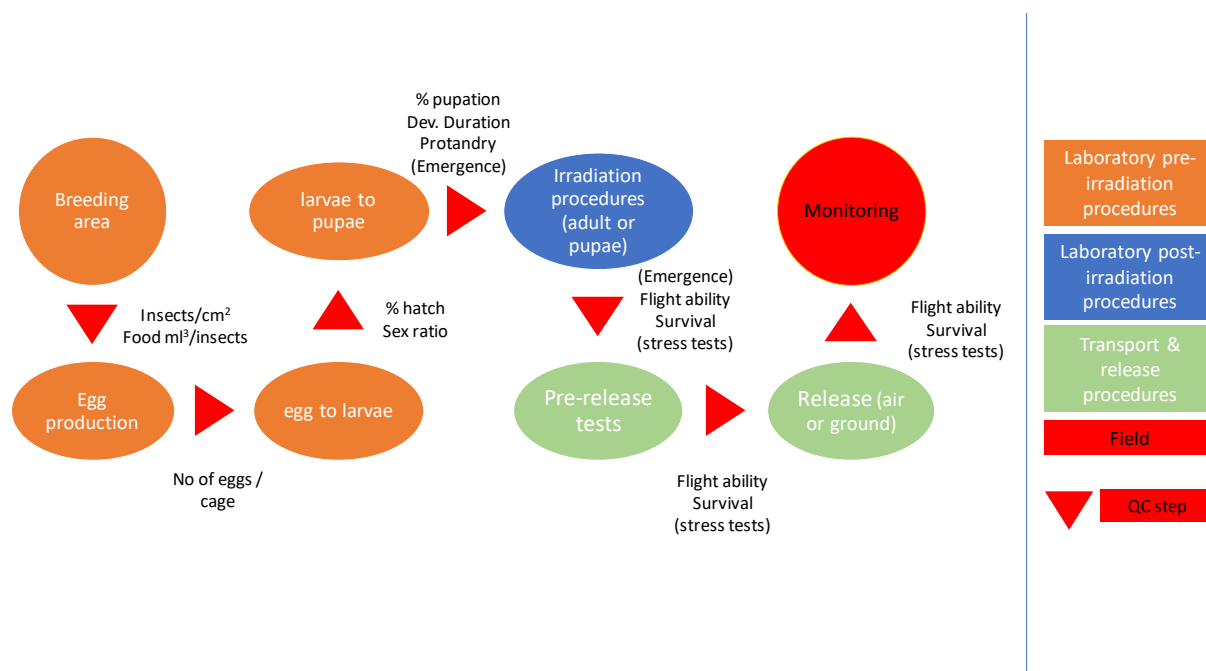 Breeding
area
Insects/cm²
Food ml³/insects
Egg
production
No of eggs /
cage
egg to larvae
% hatch
Sex ratio
larvae to
pupae
% pupation
Dev. Duration
Protandry
(Emergence)
Irradiation
procedures
(adult or
pupae)
(Emergence)
Flight ability
Survival
(stress tests)
Pre-release
tests
Flight ability
Survival
(stress tests)
Release (air
or ground)
Flight ability
Survival
(stress tests)
Monitoring
Laboratory pre-
irradiation
procedures
Laboratory post-
irradiation
procedures
Transport &
release
procedures
Field
QC step